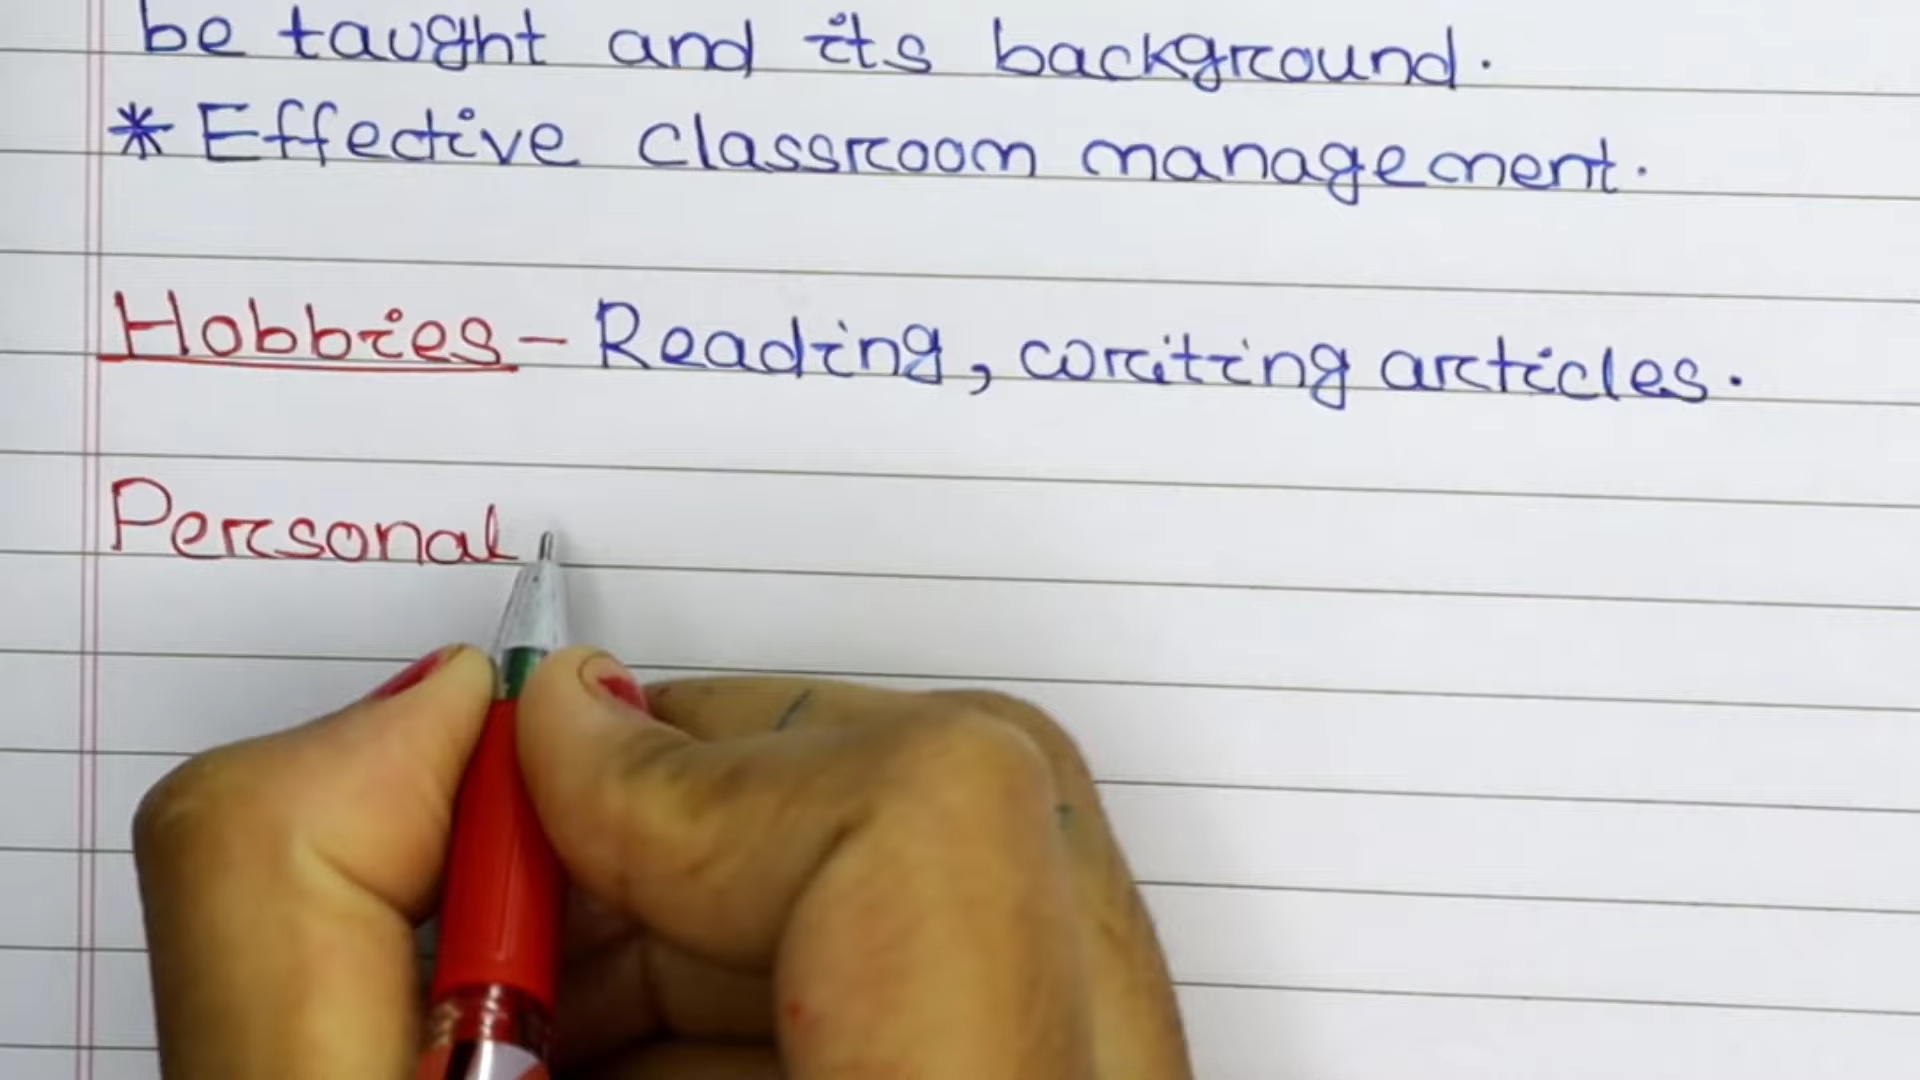 be taught and its background.
* Effective classroom management.
Hobbies - Reading, writing articles.
Personal